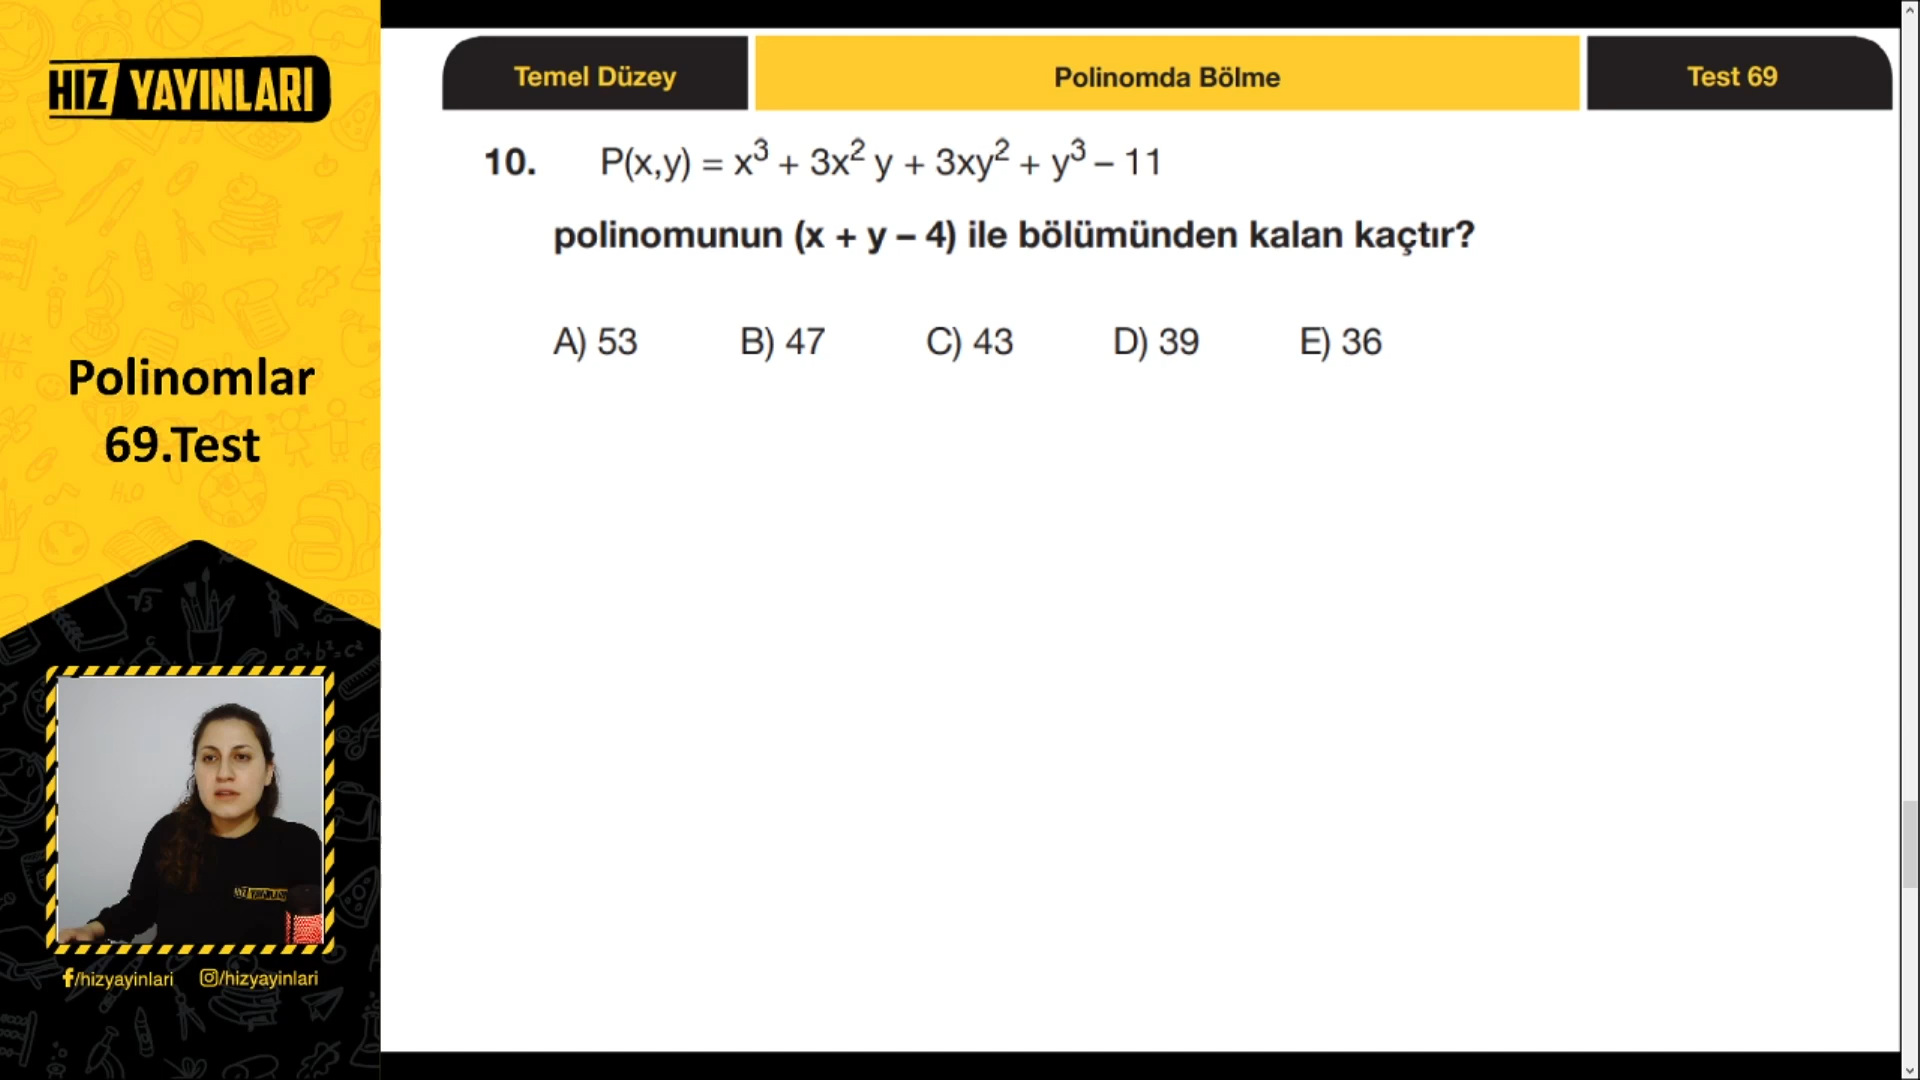 HIZ YAYINLARI
Polinomlar
69.Test
f/hizyayinlari /hizyayinlari
Temel Düzey
Polinomda Bölme
Test 69
10. P(x,y) = x³ + 3x² y + 3xy² + y³ – 11
polinomunun (x + y – 4) ile bölümünden kalan kaçtır?
A) 53 B) 47 C) 43 D) 39 E) 36